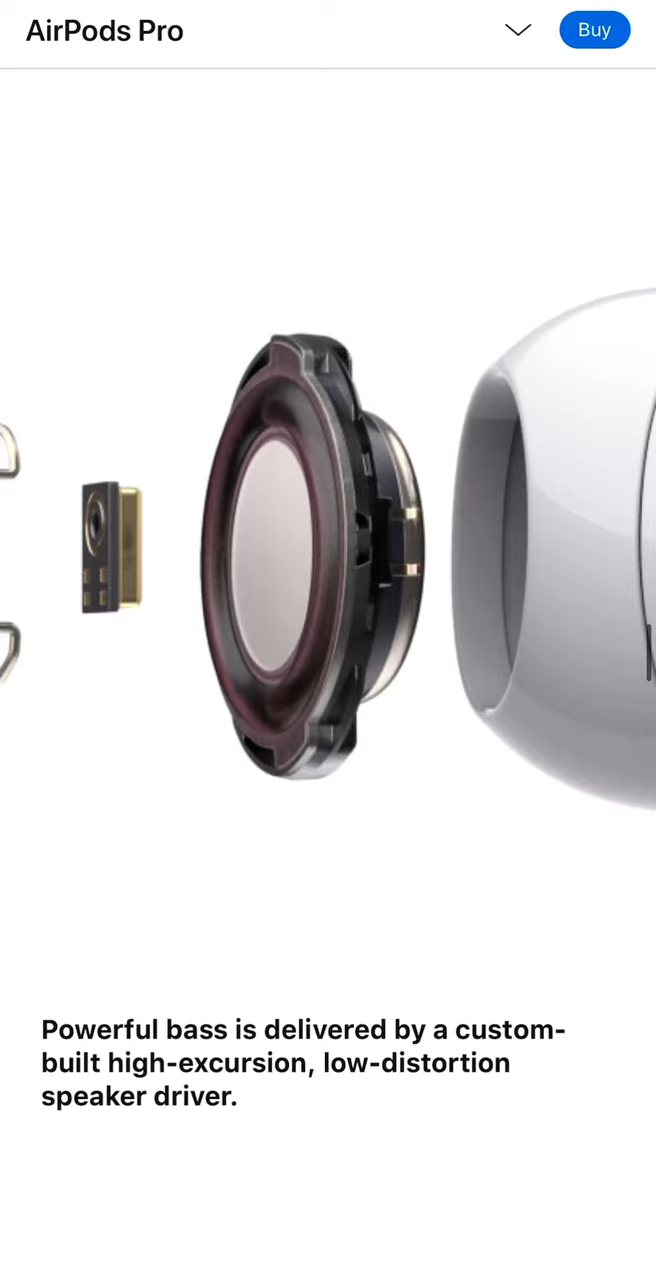 AirPods Pro
Buy
Powerful bass is delivered by a custom-
built high-excursion, low-distortion
speaker driver.